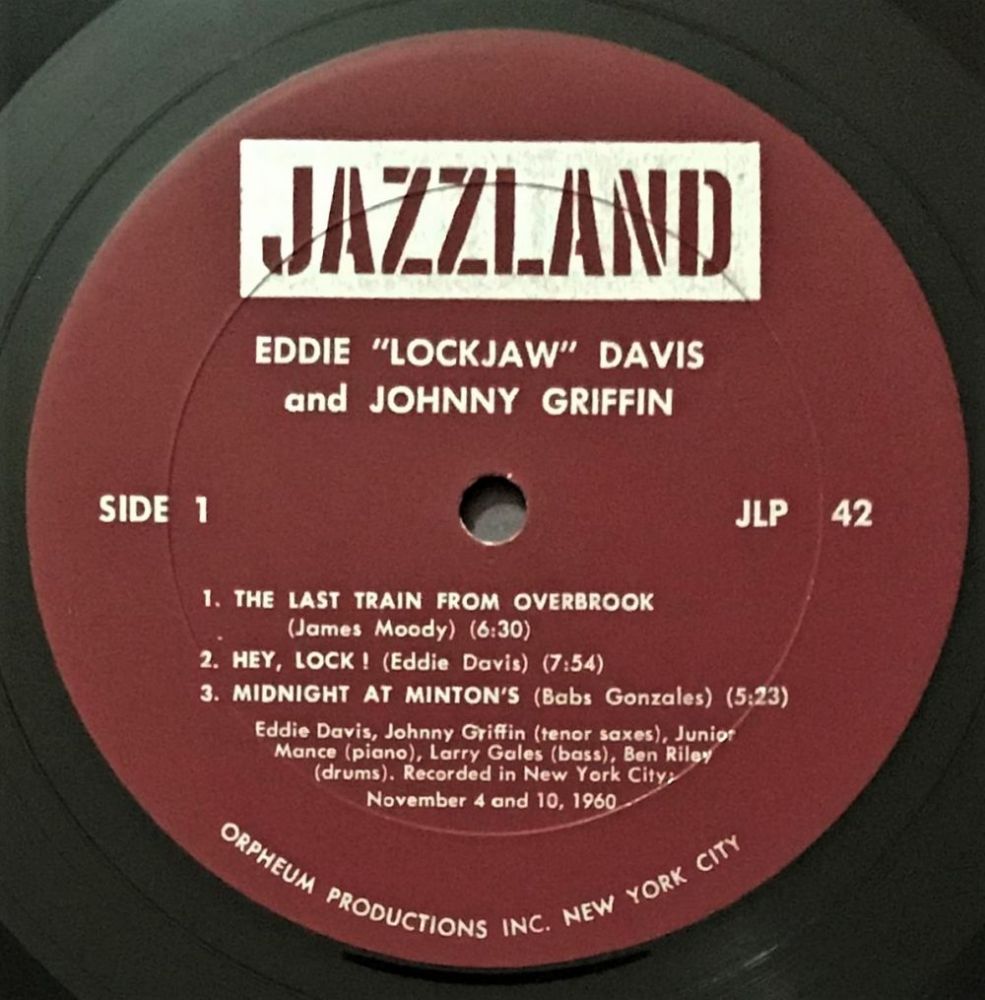 JAZZLAND
EDDIE "LOCKJAW" DAVIS
and JOHNNY GRIFFIN
SIDE 1
JLP 42
1. THE LAST TRAIN FROM OVERBROOK
(James Moody) (6:30)
2. HEY, LOCK! (Eddie Davis) (7:54)
3. MIDNIGHT AT MINTON'S (Babs Gonzales) (5:23)
Eddie Davis, Johnny Griffin (tenor saxes), Junior
Mance (piano), Larry Gales (bass), Ben Riley
(drums). Recorded in New York City;
November 4 and 10, 1960
ORPHEUM PRODUCTIONS INC. NEW YORK CITY